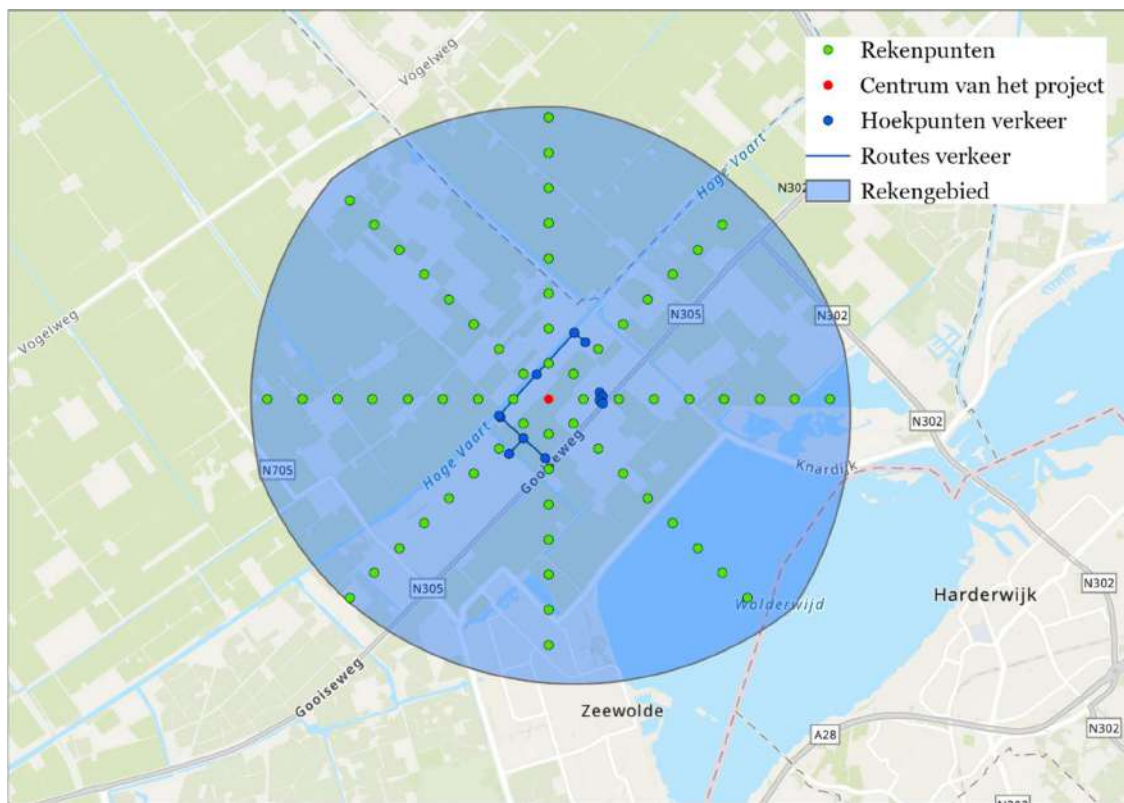 Vogelweg
Vogelweg
Rekenpunten
Centrum van het project
Hoekpunten verkeer
Routes verkeer
Rekengebied
Hoge Vaart
N302
N305
N302
Vogelweg
Hoge Vaart
Gooiseweg
N302
Knardijk
N705
N305
Wolderwijd
Harderwijk
N302
Gooiseweg
Zeewolde
A28
N302